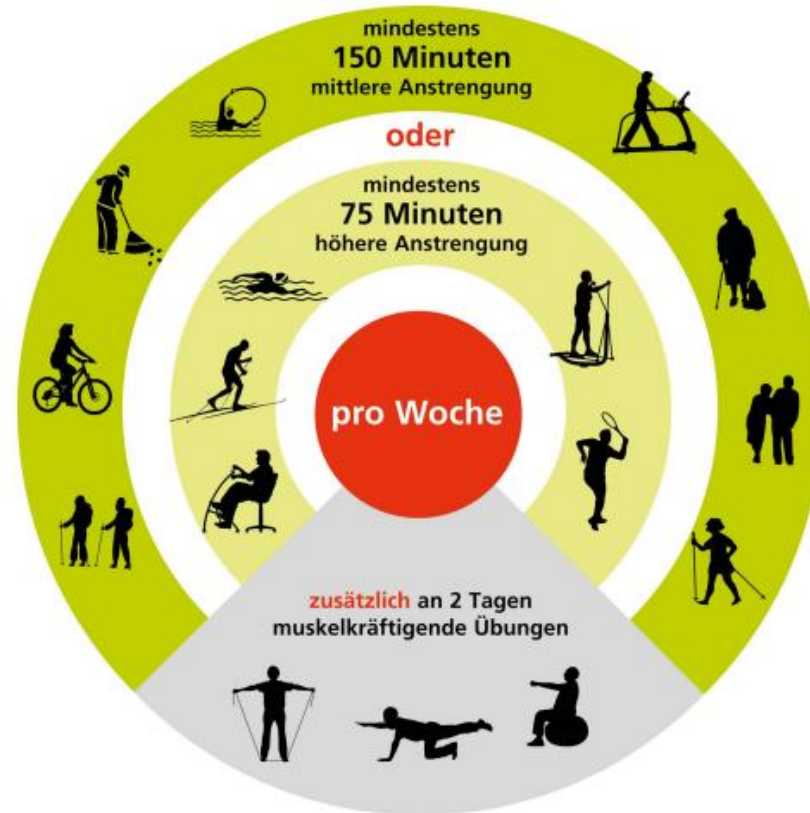 mindestens
150 Minuten
mittlere Anstrengung
oder
mindestens
75 Minuten
höhere Anstrengung
pro Woche
zusätzlich an 2 Tagen
muskelkräftigende Übungen